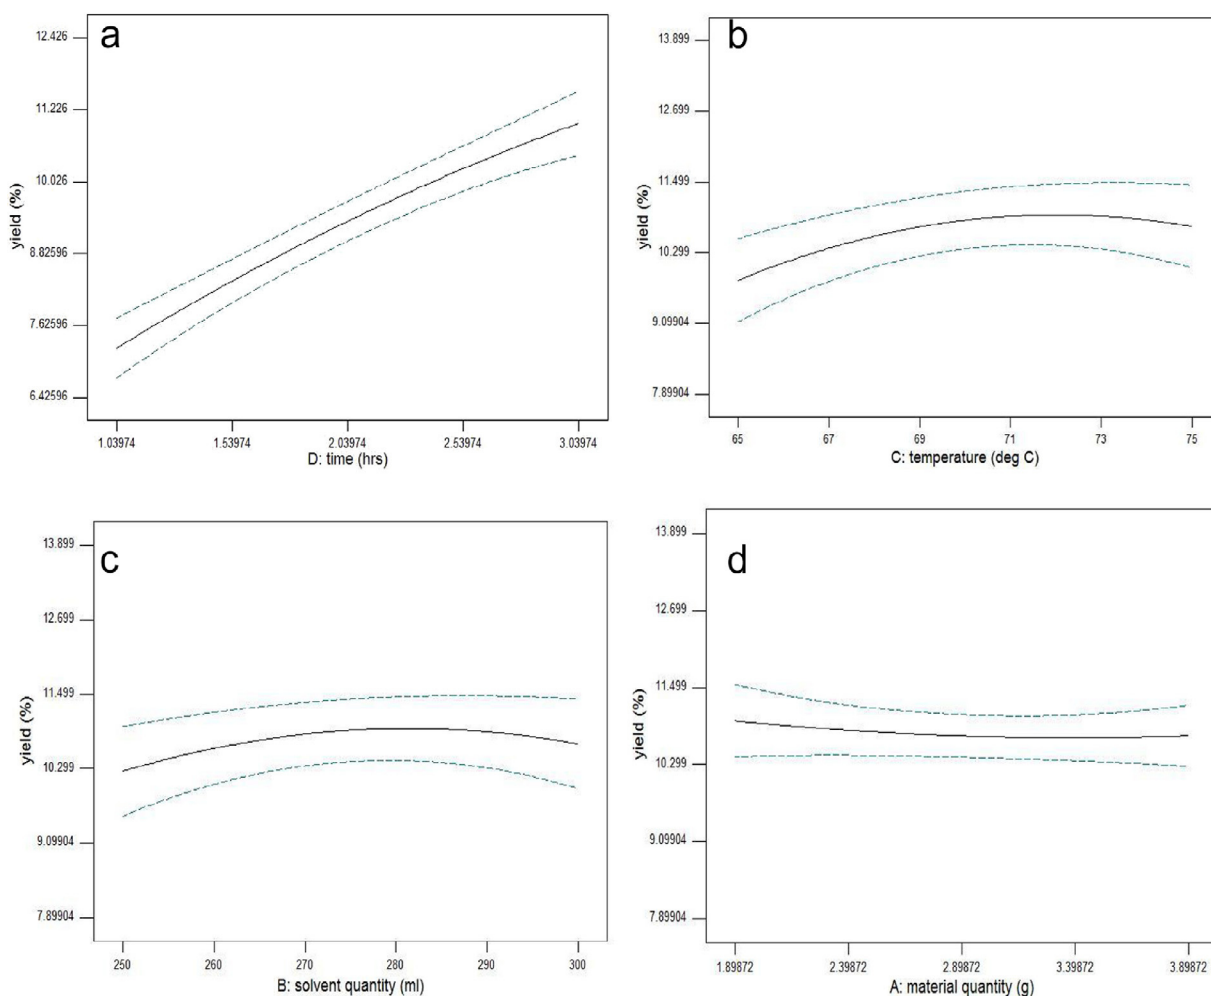 a
12.426
11.226
10.026
8.82596
7.62596
6.42596
yield (%)
1.03974 1.53974 2.03974 2.53974 3.03974
D: time (hrs)
b
13.899
12.699
11.499
10.299
9.09904
7.89904
yield (%)
65 67 69 71 73 75
C: temperature (deg C)
c
13.899
12.699
11.499
10.299
9.09904
7.89904
yield (%)
250 260 270 280 290 300
B: solvent quantity (ml)
d
13.899
12.699
11.499
10.299
9.09904
7.89904
yield (%)
1.89872 2.39872 2.89872 3.39872 3.89872
A: material quantity (g)